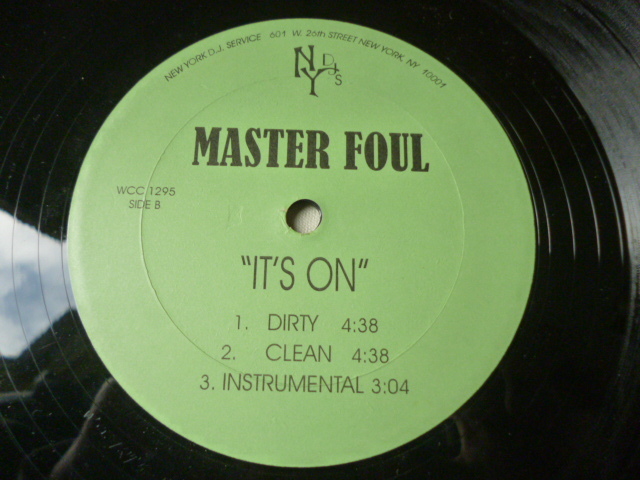 NEW YORK D.J. SERVICE 601 W. 26th STREET NEW YORK, NY 10001
NY DJ'S
MASTER FOUL
WCC 1295
SIDE B
"IT'S ON"
1. DIRTY 4:38
2. CLEAN 4:38
3. INSTRUMENTAL 3:04